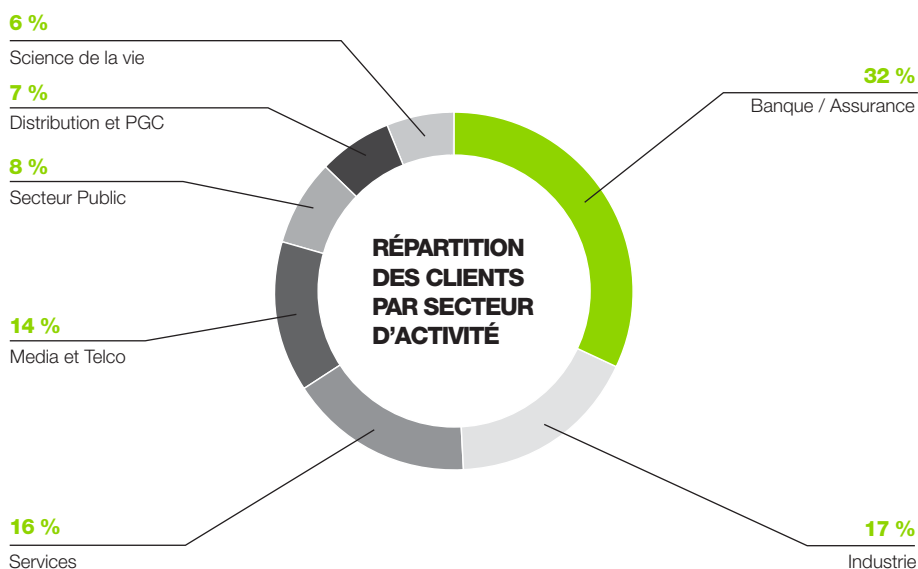 6 %
Science de la vie
7 %
Distribution et PGC
8 %
Secteur Public
14 %
Media et Telco
16 %
Services
RÉPARTITION
DES CLIENTS
PAR SECTEUR
D'ACTIVITÉ
32 %
Banque / Assurance
17 %
Industrie